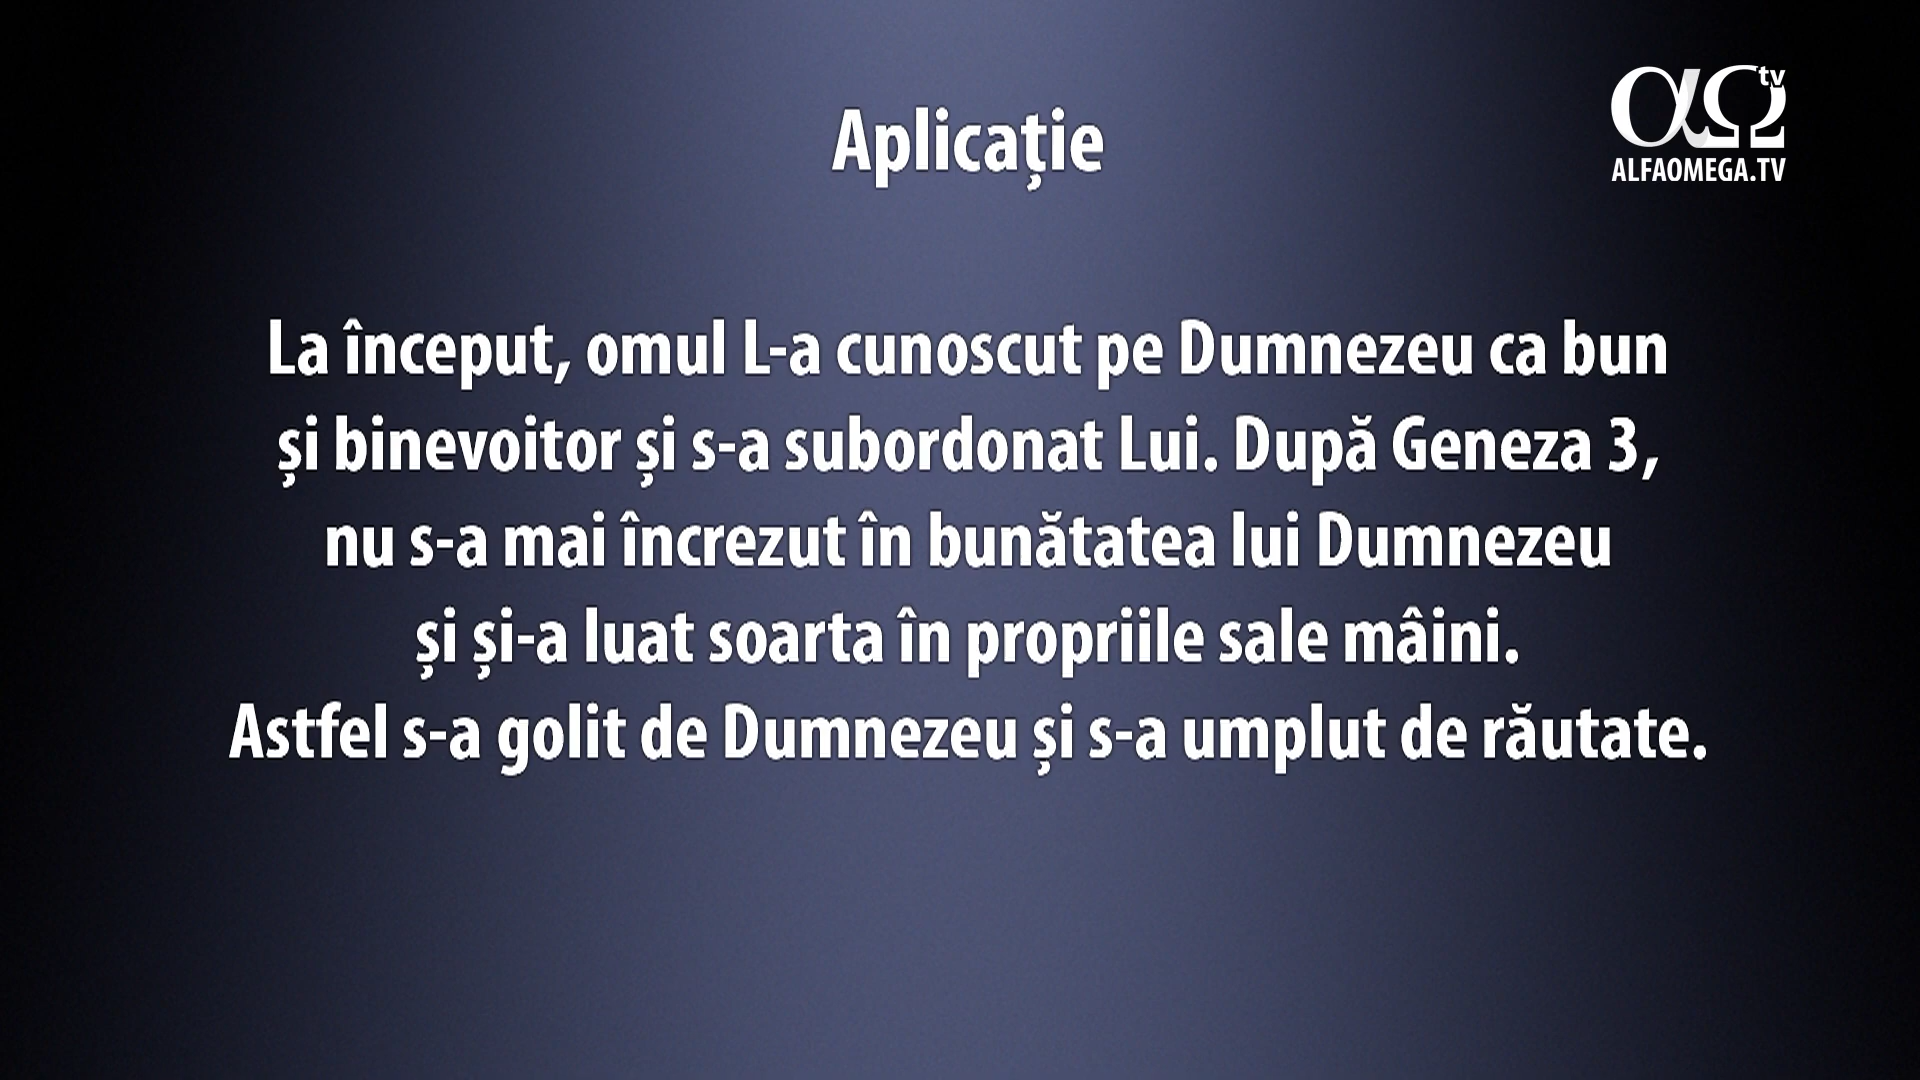 Aplicație
αΩ tv
ALFAOMEGA.TV
La început, omul L-a cunoscut pe Dumnezeu ca bun
și binevoitor și s-a subordonat Lui. După Geneza 3,
nu s-a mai încrezut în bunătatea lui Dumnezeu
și și-a luat soarta în propriile sale mâini.
Astfel s-a golit de Dumnezeu și s-a umplut de răutate.